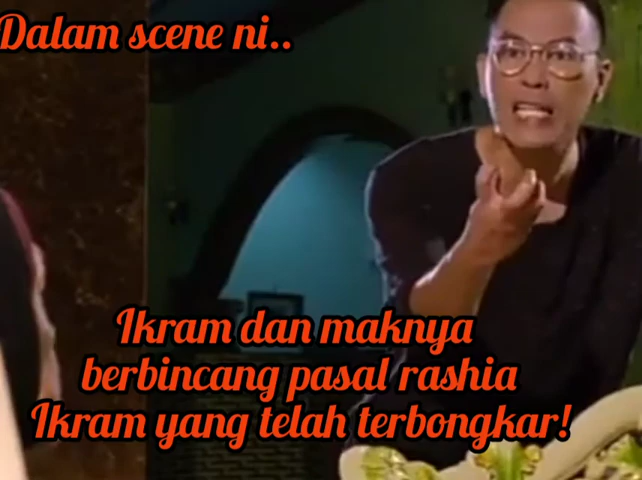 Dalam scene ni..
Ikram dan maknya
berbincang pasal rashia
Ikram yang telah terbongkar!